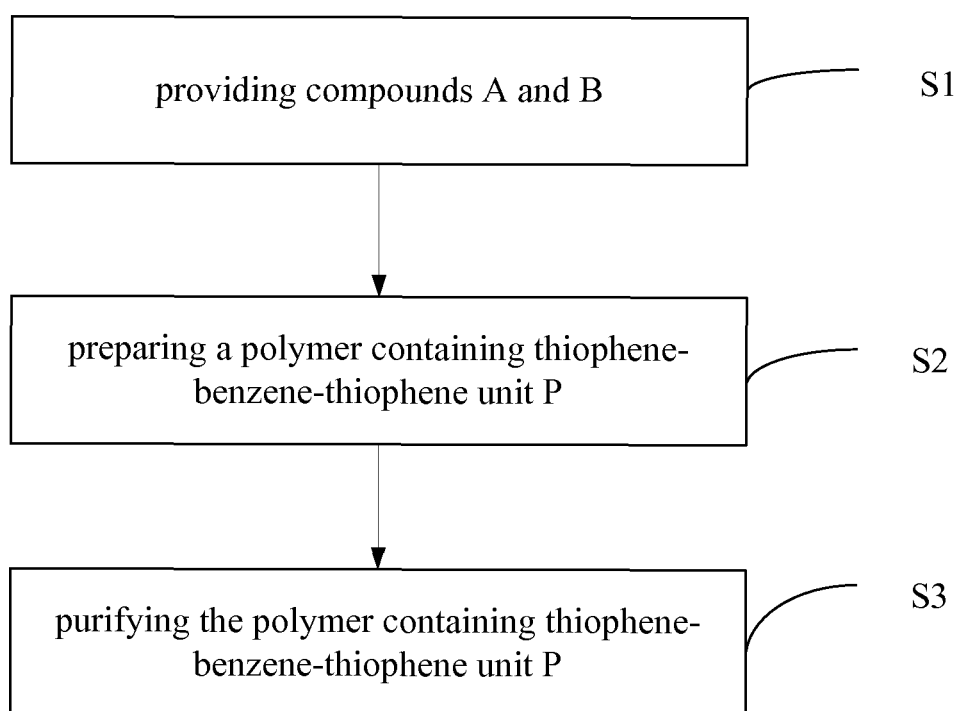 providing compounds A and B
S1
preparing a polymer containing thiophene-
benzene-thiophene unit P
S2
purifying the polymer containing thiophene-
benzene-thiophene unit P
S3